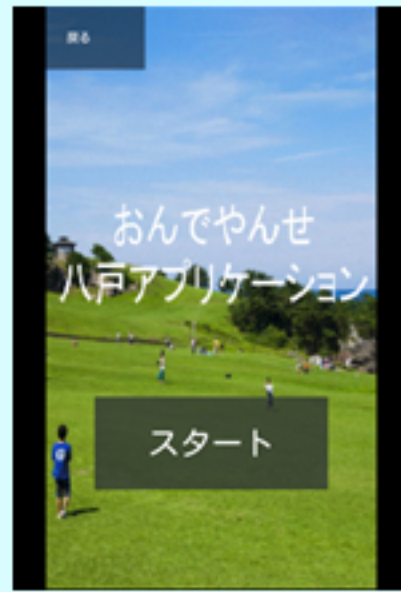 戻る
おんでやんせ
八戸アプリケーション
スタート